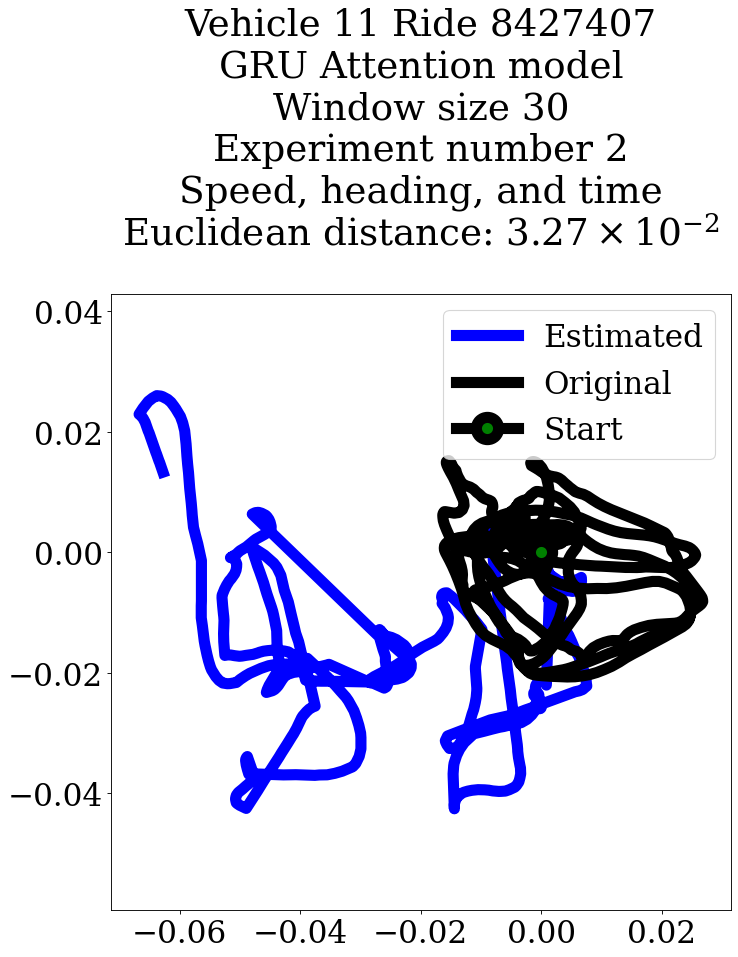 Vehicle 11 Ride 8427407
GRU Attention model
Window size 30
Experiment number 2
Speed, heading, and time
Euclidean distance: 3.27 × 10⁻²
0.04
0.02
0.00
−0.02
−0.04
Estimated
Original
Start
−0.06 −0.04 −0.02 0.00 0.02